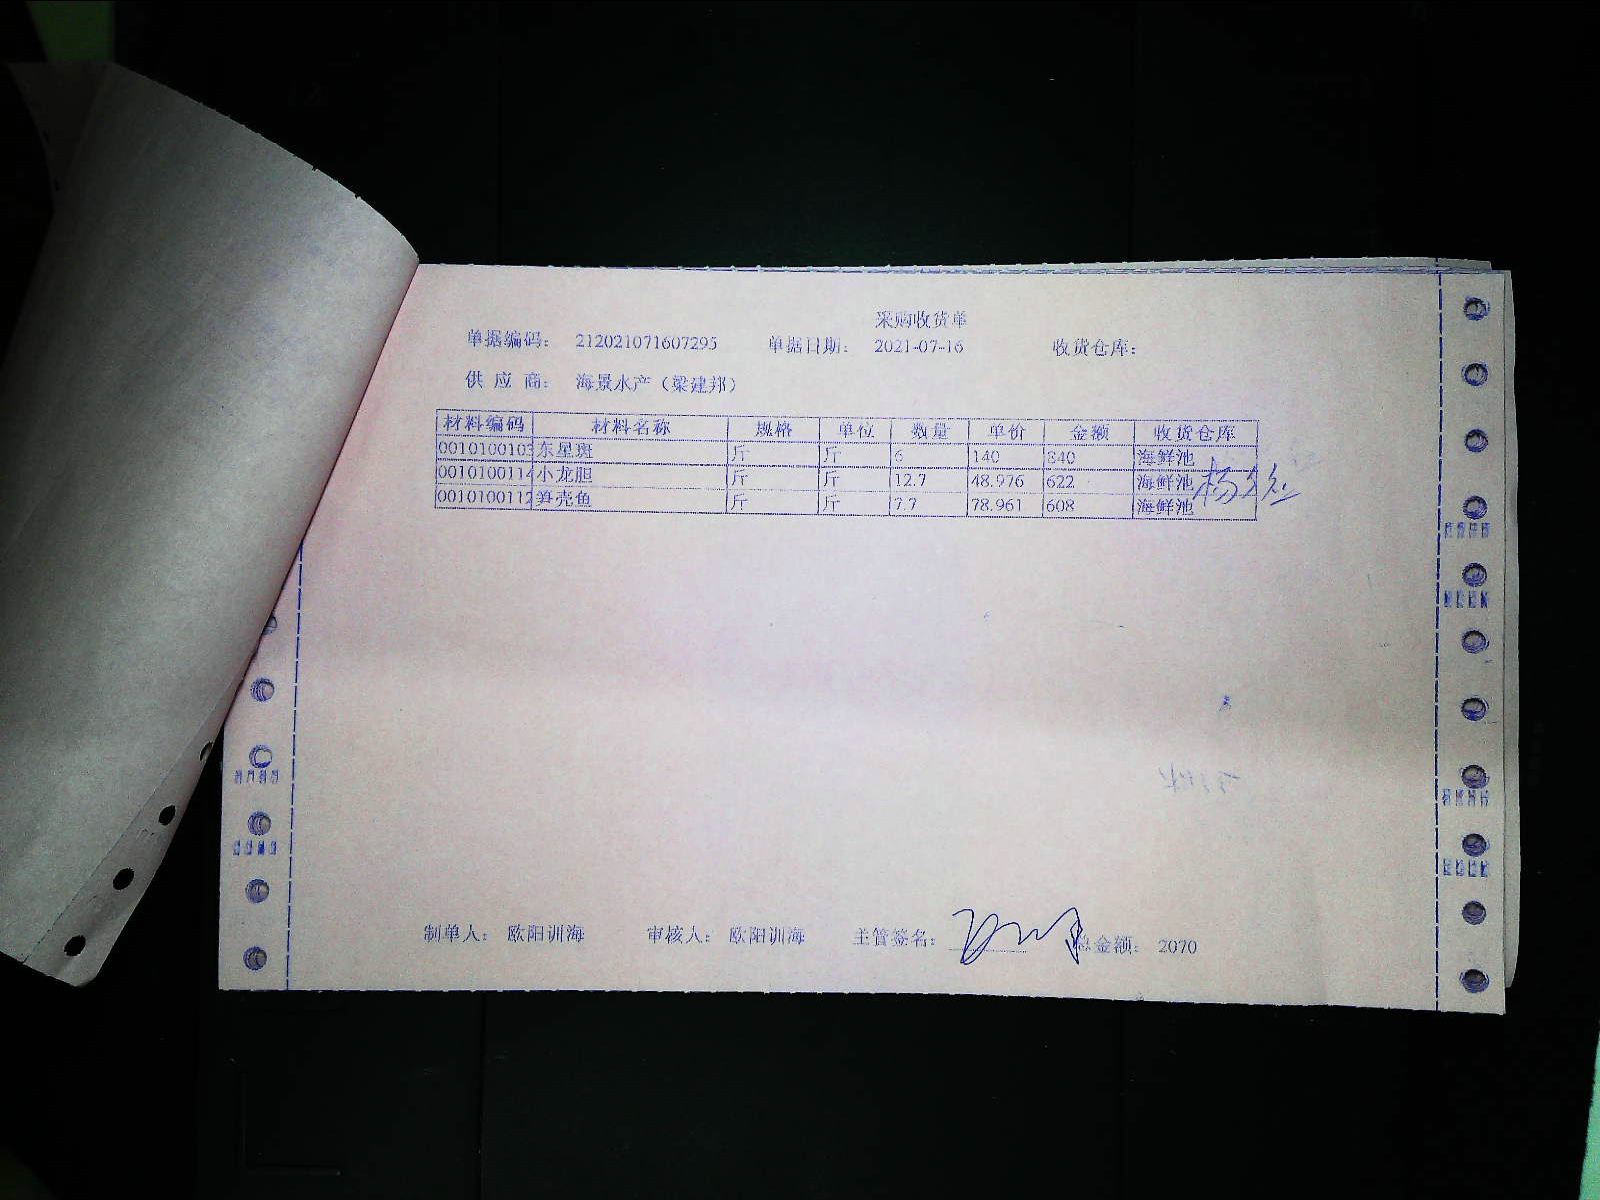 采购收货单
单据编码： 212021071607295 单据日期： 2021-07-16 收货仓库：
供 应 商： 海景水产（梁建邦）
材料编码 材料名称 规格 单位 数量 单价 金额 收货仓库
0010100103 东星斑 斤 斤 6 140 840 海鲜池
0010100114 小龙胆 斤 斤 12.7 48.976 622 海鲜池
0010100112 笋壳鱼 斤 斤 7.7 78.961 608 海鲜池
制单人： 欧阳训海 审核人： 欧阳训海 主管签名： 总金额： 2070